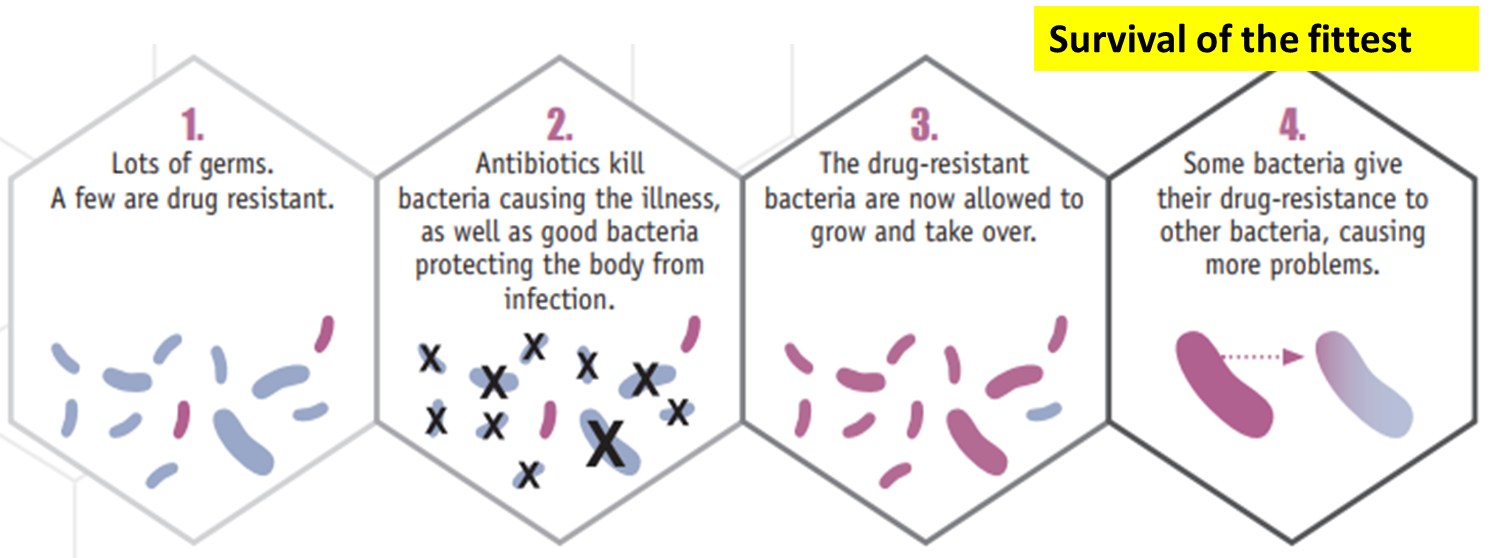 Survival of the fittest
1.
Lots of germs.
A few are drug resistant.
2.
Antibiotics kill
bacteria causing the illness,
as well as good bacteria
protecting the body from
infection.
X
X
X
X
X
X
X
X
X
X
3.
The drug-resistant
bacteria are now allowed to
grow and take over.
4.
Some bacteria give
their drug-resistance to
other bacteria, causing
more problems.